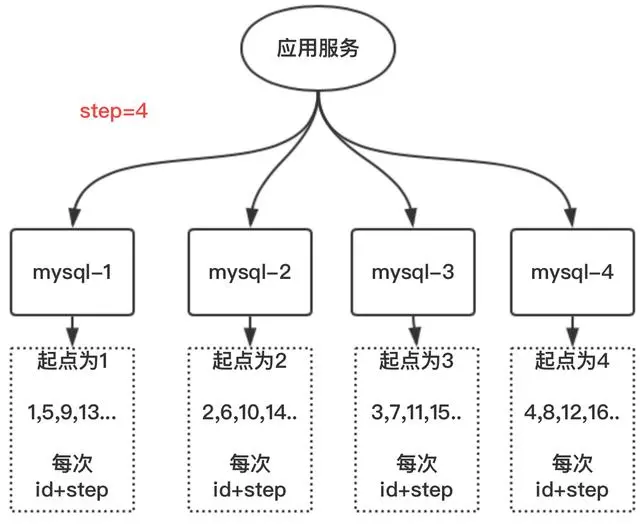 应用服务
step=4
mysql-1
mysql-2
mysql-3
mysql-4
起点为1
1,5,9,13...
每次
id+step
起点为2
2,6,10,14..
每次
id+step
起点为3
3,7,11,15..
每次
id+step
起点为4
4,8,12,16..
每次
id+step